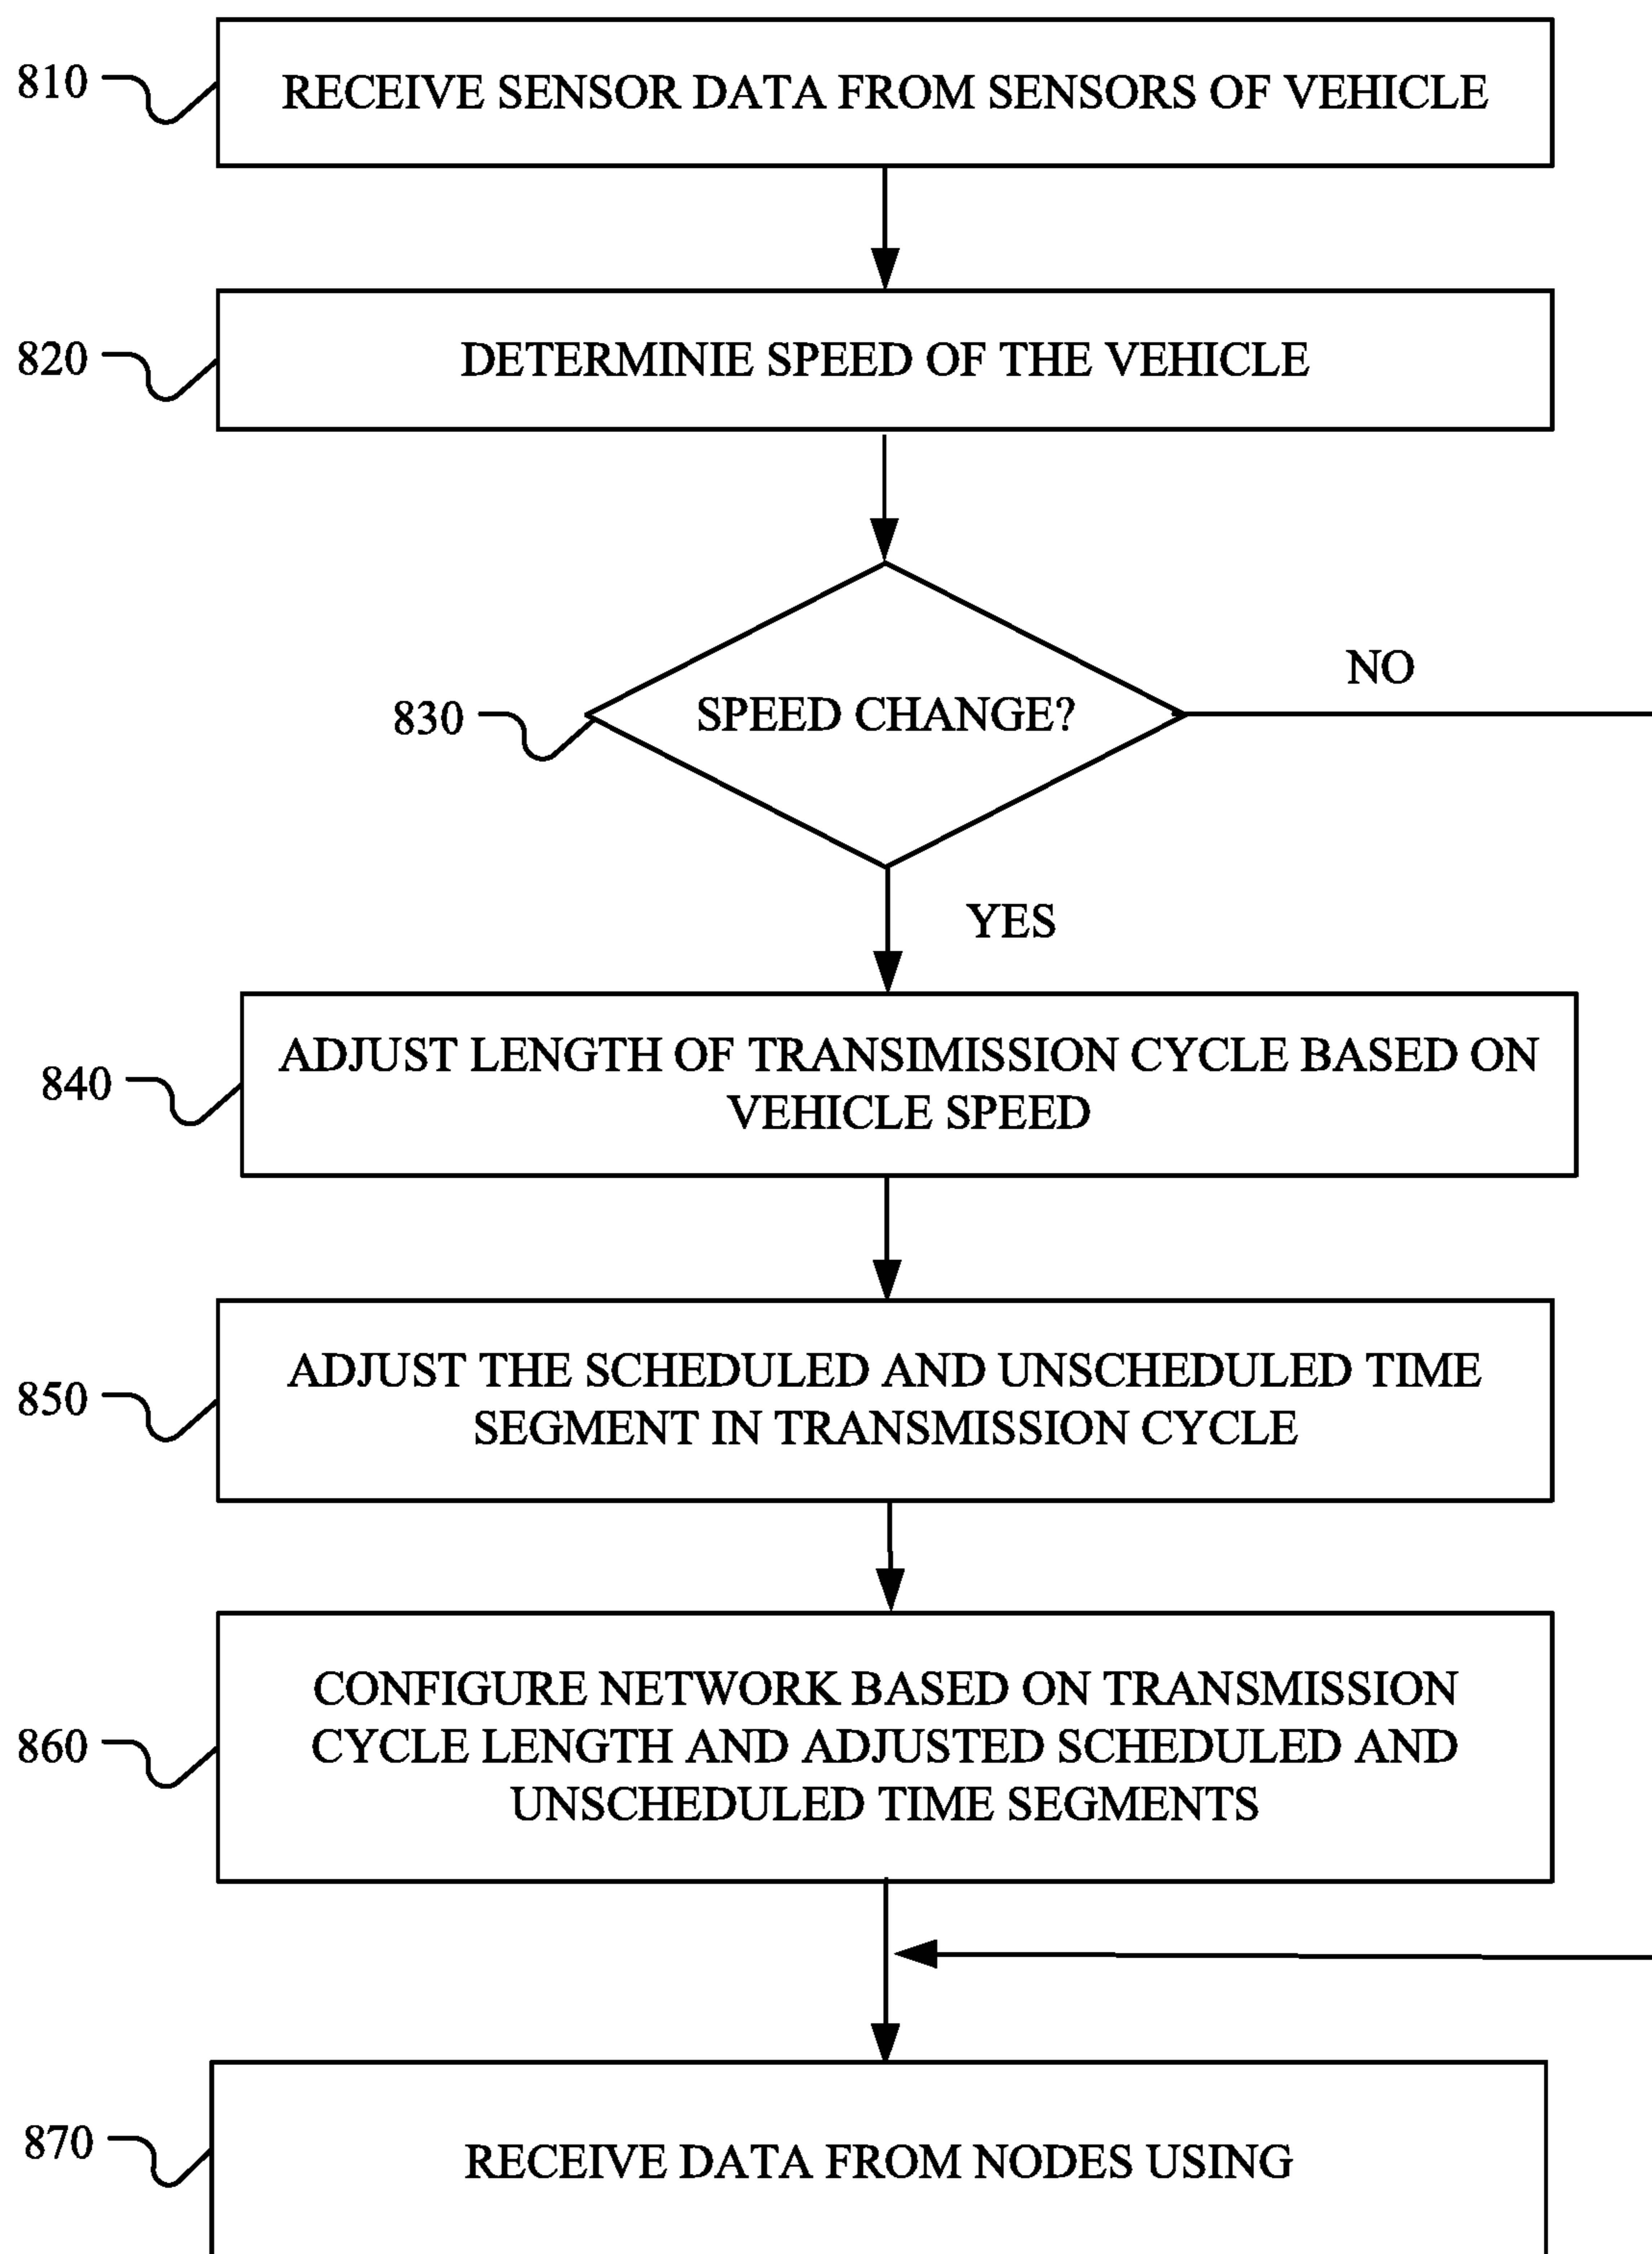 810
RECEIVE SENSOR DATA FROM SENSORS OF VEHICLE
820
DETERMINIE SPEED OF THE VEHICLE
830
SPEED CHANGE?
NO
YES
840
ADJUST LENGTH OF TRANSIMISSION CYCLE BASED ON
VEHICLE SPEED
850
ADJUST THE SCHEDULED AND UNSCHEDULED TIME
SEGMENT IN TRANSMISSION CYCLE
860
CONFIGURE NETWORK BASED ON TRANSMISSION
CYCLE LENGTH AND ADJUSTED SCHEDULED AND
UNSCHEDULED TIME SEGMENTS
870
RECEIVE DATA FROM NODES USING